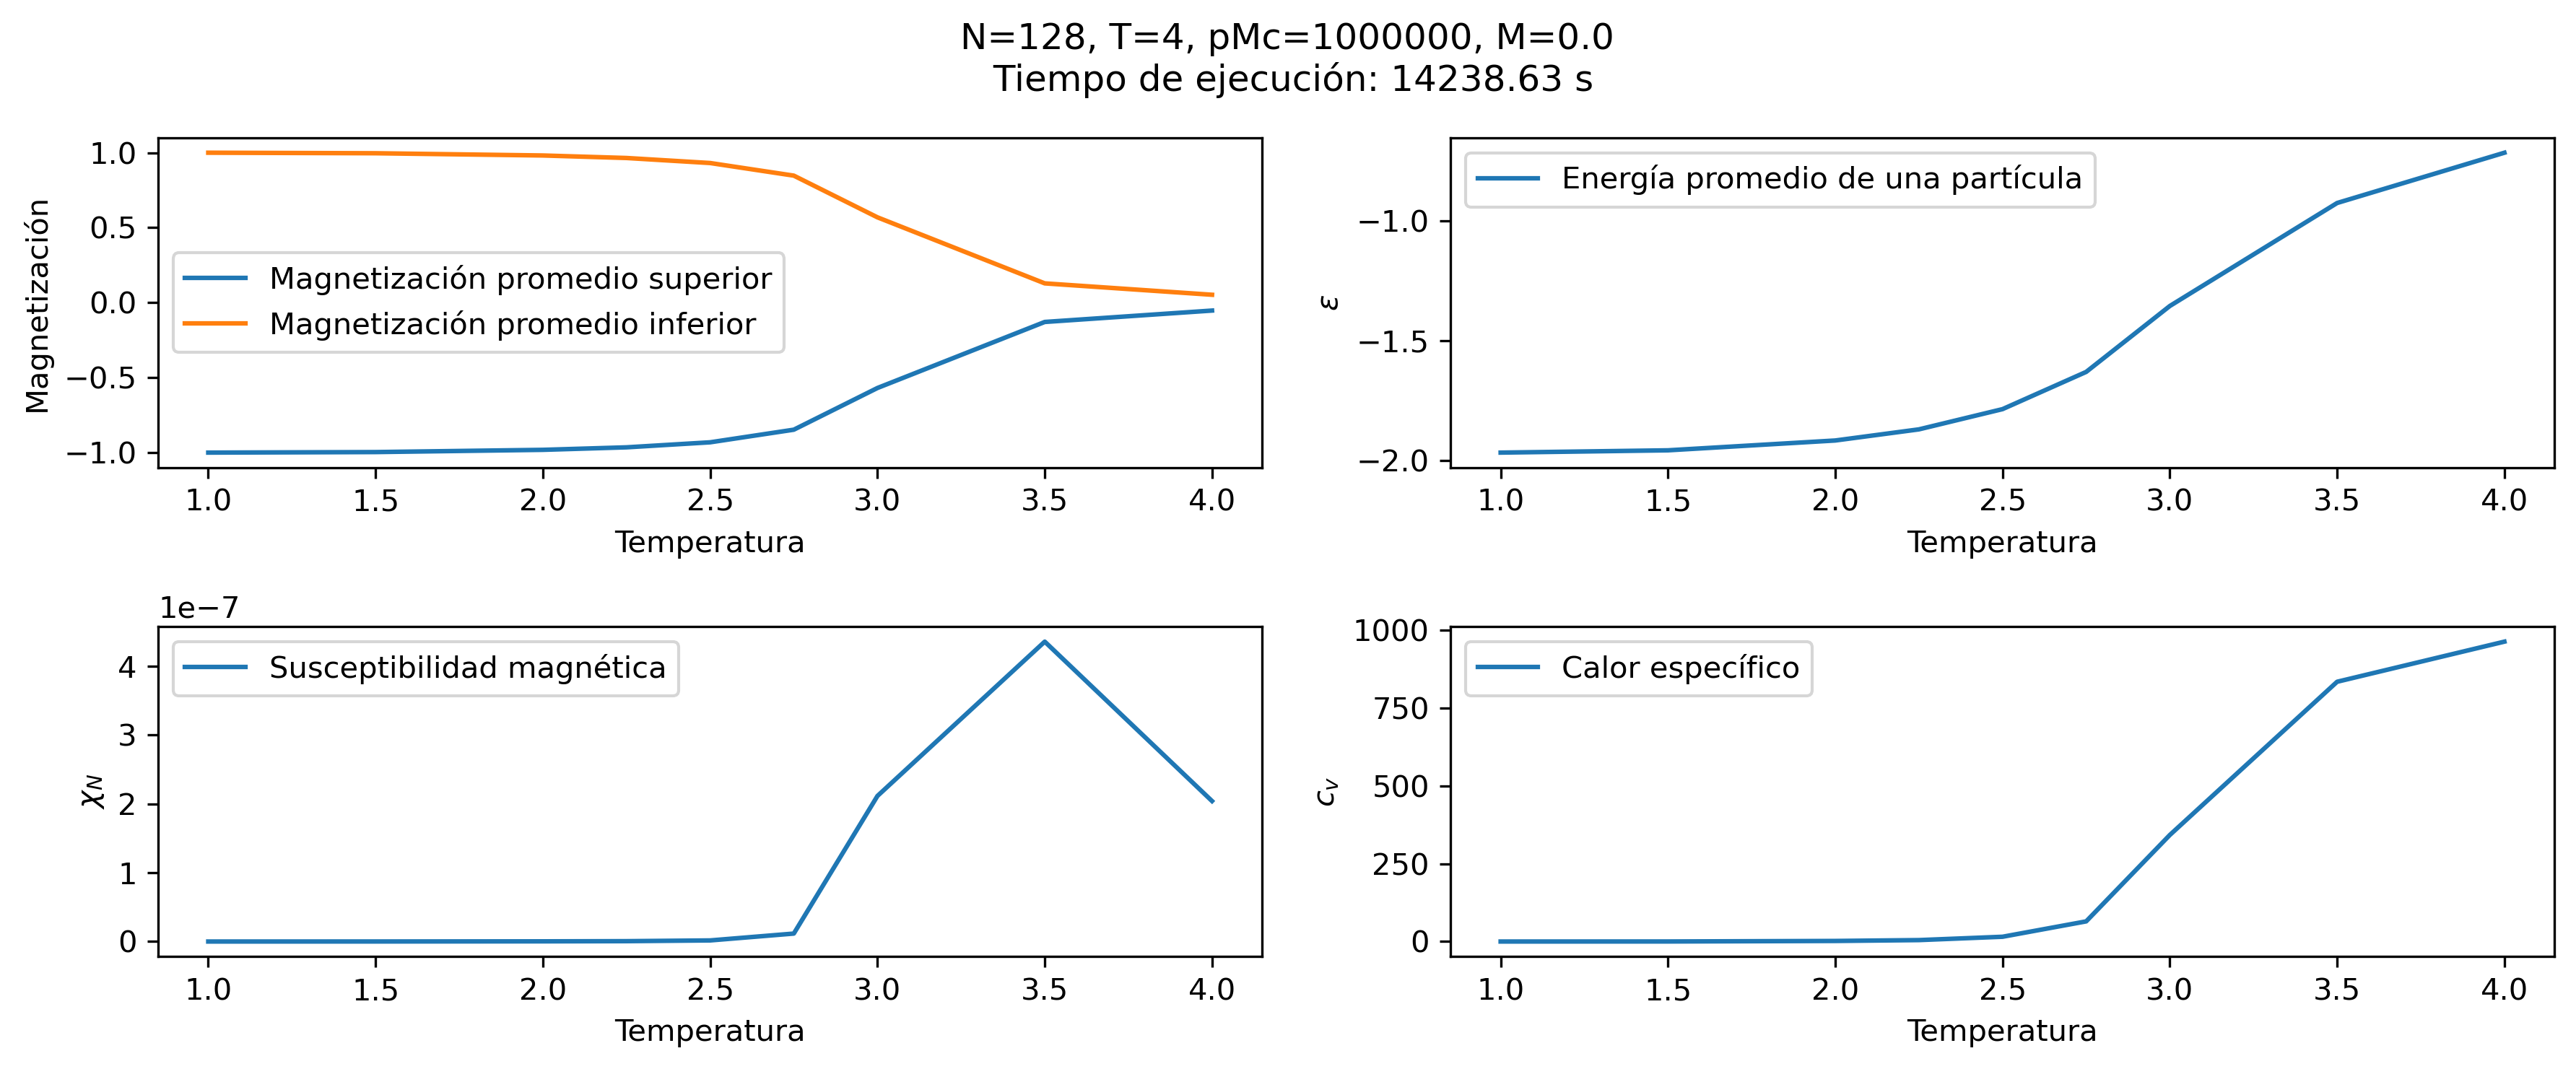 N=128, T=4, pMc=1000000, M=0.0
Tiempo de ejecución: 14238.63 s
Magnetización
1.0
0.5
0.0
−0.5
−1.0
Magnetización promedio superior
Magnetización promedio inferior
1.0 1.5 2.0 2.5 3.0 3.5 4.0
Temperatura
ε
−1.0
−1.5
−2.0
Energía promedio de una partícula
1.0 1.5 2.0 2.5 3.0 3.5 4.0
Temperatura
1e−7
χN
4
3
2
1
0
Susceptibilidad magnética
1.0 1.5 2.0 2.5 3.0 3.5 4.0
Temperatura
cv
1000
750
500
250
0
Calor específico
1.0 1.5 2.0 2.5 3.0 3.5 4.0
Temperatura